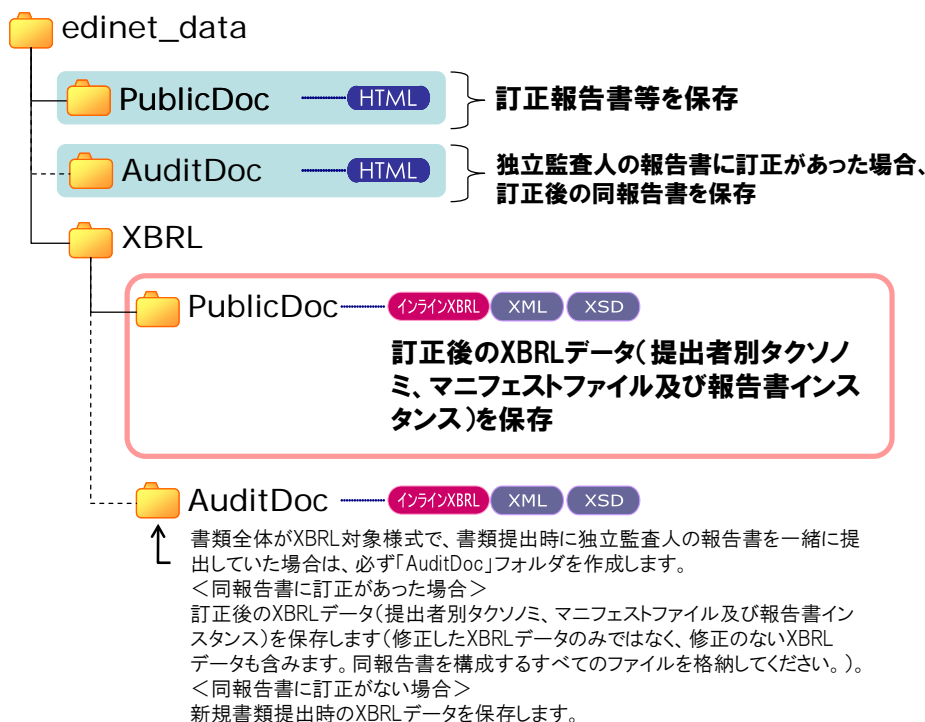 edinet_data
PublicDoc HTML 訂正報告書等を保存
AuditDoc HTML 独立監査人の報告書に訂正があった場合、
訂正後の同報告書を保存
XBRL
PublicDoc インラインXBRL XML XSD
訂正後のXBRLデータ(提出者別タクソノ
ミ、マニフェストファイル及び報告書インス
タンス)を保存
AuditDoc インラインXBRL XML XSD
書類全体がXBRL対象様式で、書類提出時に独立監査人の報告書を一緒に提
出していた場合は、必ず「AuditDoc」フォルダを作成します。
<同報告書に訂正があった場合>
訂正後のXBRLデータ(提出者別タクソノミ、マニフェストファイル及び報告書イン
スタンス)を保存します(修正したXBRLデータのみではなく、修正のないXBRL
データも含みます。同報告書を構成するすべてのファイルを格納してください。)。
<同報告書に訂正がない場合>
新規書類提出時のXBRLデータを保存します。